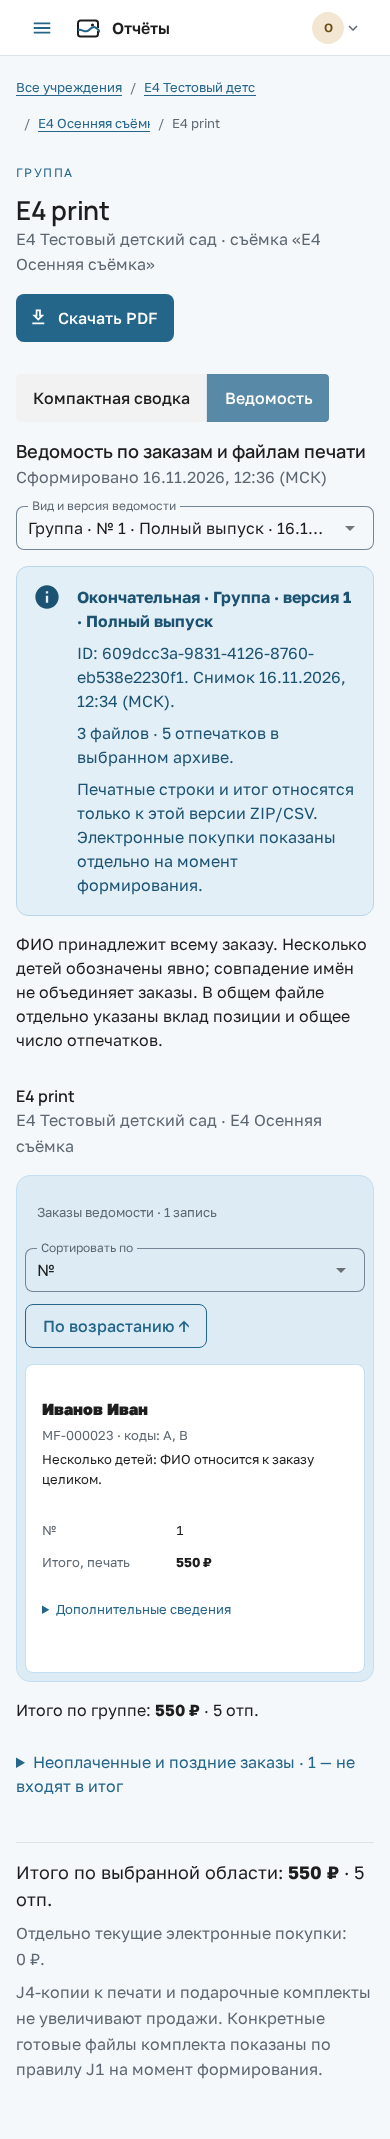 Отчёты
О
Все учреждения / Е4 Тестовый детс
/ Е4 Осенняя съёмк / E4 print
ГРУППА
E4 print
Е4 Тестовый детский сад · съёмка «Е4
Осенняя съёмка»
Скачать PDF
Компактная сводка
Ведомость
Ведомость по заказам и файлам печати
Сформировано 16.11.2026, 12:36 (МСК)
Вид и версия ведомости
Группа · № 1 · Полный выпуск · 16.1...
Окончательная · Группа · версия 1
· Полный выпуск
ID: 609dcc3a-9831-4126-8760-
eb538e2230f1. Снимок 16.11.2026,
12:34 (МСК).
3 файлов · 5 отпечатков в
выбранном архиве.
Печатные строки и итог относятся
только к этой версии ZIP/CSV.
Электронные покупки показаны
отдельно на момент
формирования.
ФИО принадлежит всему заказу. Несколько
детей обозначены явно; совпадение имён
не объединяет заказы. В общем файле
отдельно указаны вклад позиции и общее
число отпечатков.
E4 print
Е4 Тестовый детский сад · Е4 Осенняя
съёмка
Заказы ведомости · 1 запись
Сортировать по
№
По возрастанию ↑
Иванов Иван
MF-000023 · коды: A, B
Несколько детей: ФИО относится к заказу
целиком.
№ 1
Итого, печать 550 ₽
Дополнительные сведения
Итого по группе: 550 ₽ · 5 отп.
Неоплаченные и поздние заказы · 1 — не
входят в итог
Итого по выбранной области: 550 ₽ · 5
отп.
Отдельно текущие электронные покупки:
0 ₽.
J4-копии к печати и подарочные комплекты
не увеличивают продажи. Конкретные
готовые файлы комплекта показаны по
правилу J1 на момент формирования.